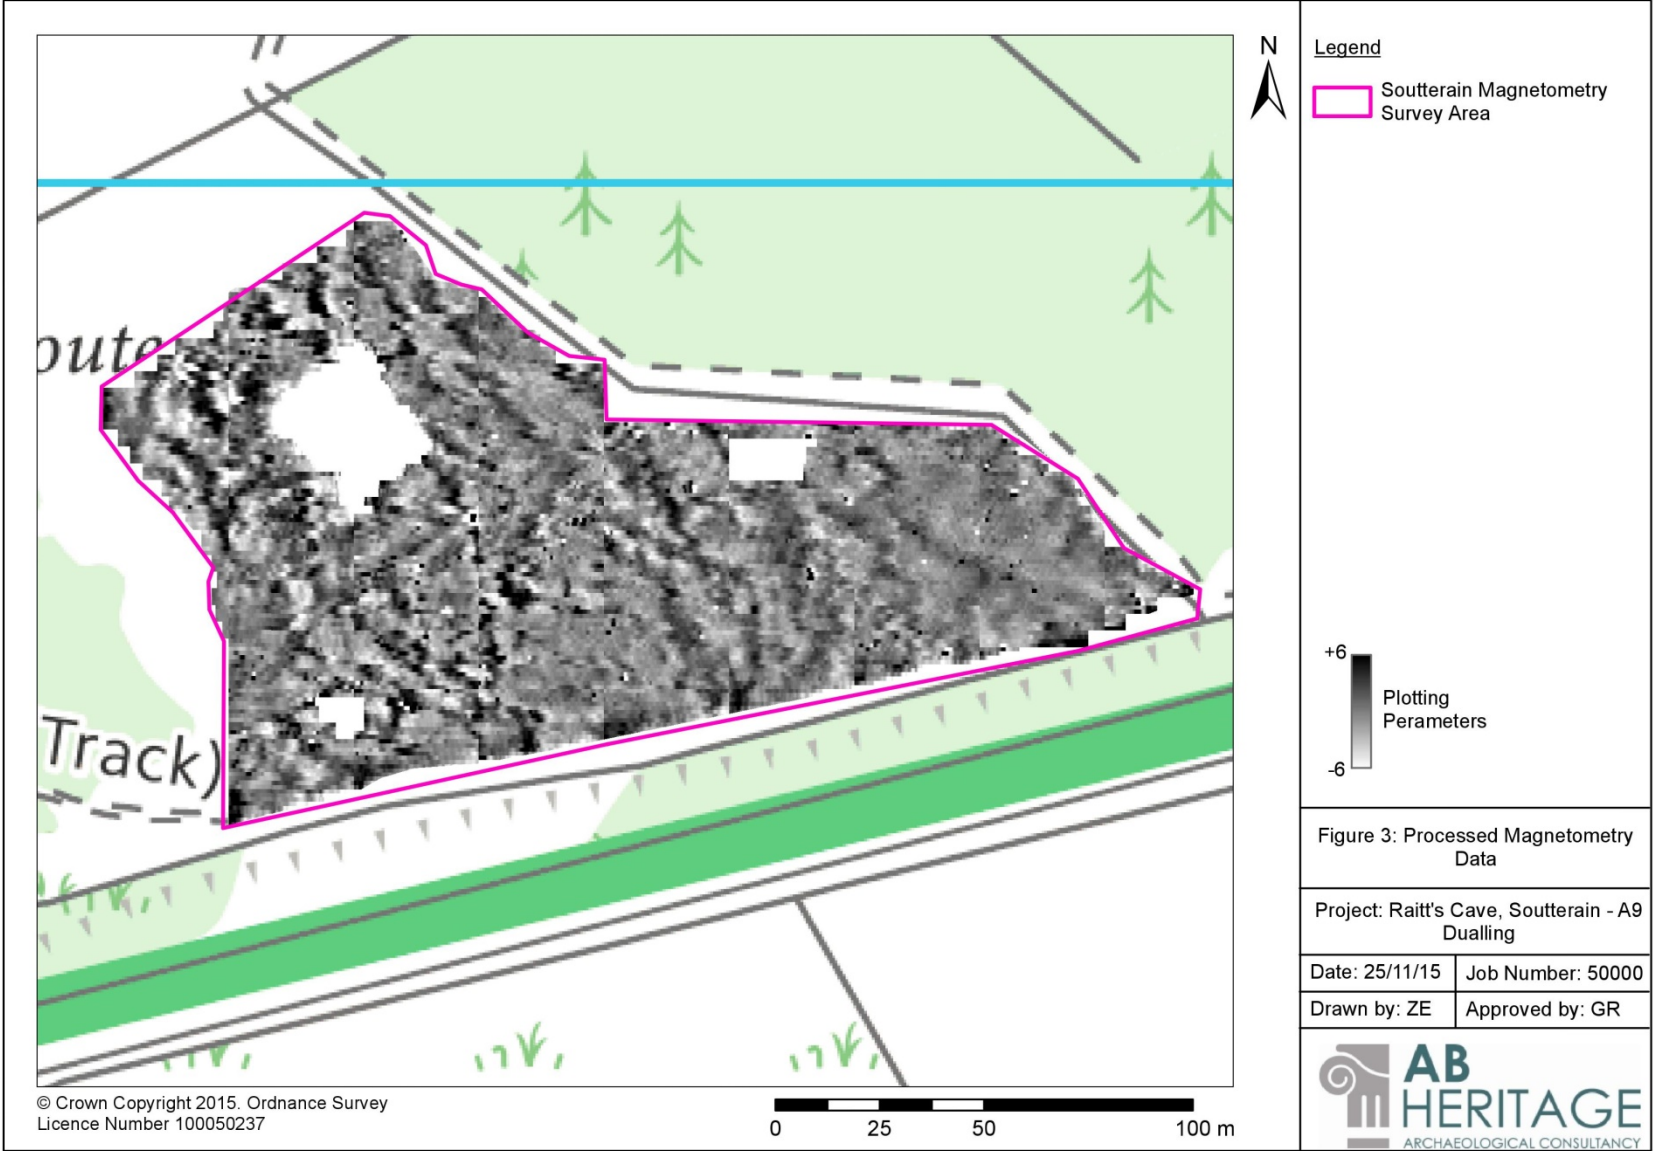 oute
Track)
N
Legend
Soutterain Magnetometry
Survey Area
+6
-6
Plotting
Perameters
Figure 3: Processed Magnetometry
Data
Project: Raitt's Cave, Soutterain - A9
Dualling
Date: 25/11/15
Job Number: 50000
Drawn by: ZE
Approved by: GR
AB
HERITAGE
ARCHAEOLOGICAL CONSULTANCY
© Crown Copyright 2015. Ordnance Survey
Licence Number 100050237
0 25 50 100 m